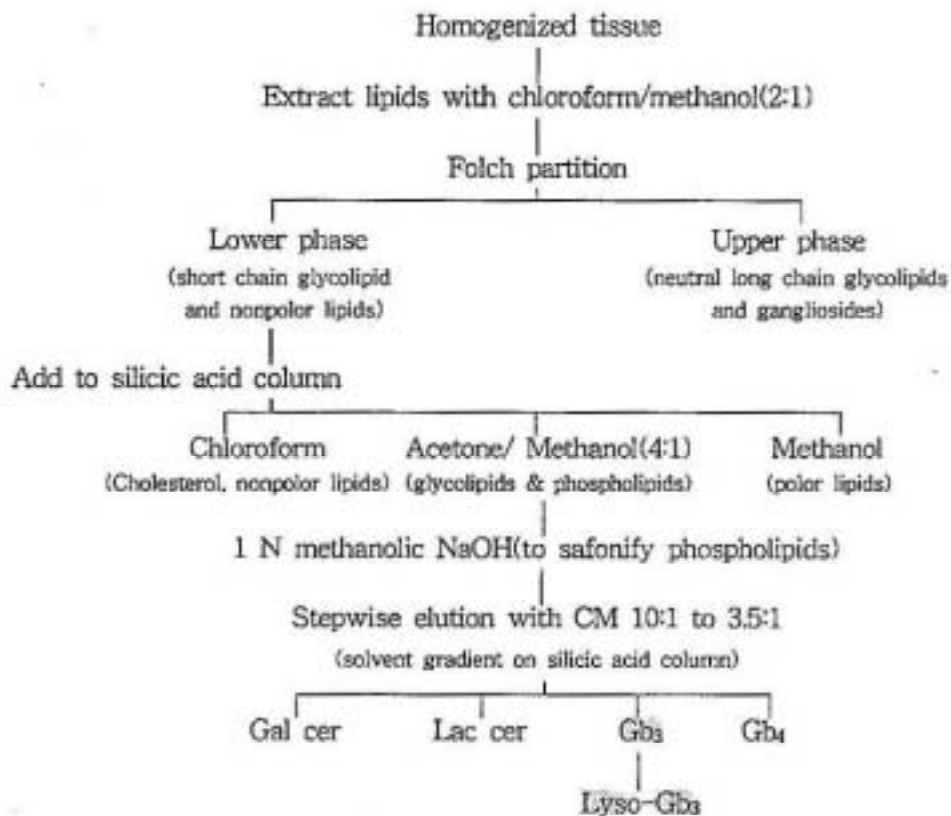 Homogenized tissue
Extract lipids with chloroform/methanol(2:1)
Folch partition
Lower phase
(short chain glycolipid
and nonpolor lipids)
Upper phase
(neutral long chain glycolipids
and gangliosides)
Add to silicic acid column
Chloroform
(Cholesterol, nonpolor lipids)
Acetone/ Methanol(4:1)
(glycolipids & phospholipids)
Methanol
(polor lipids)
1 N methanolic NaOH(to safonify phospholipids)
Stepwise elution with CM 10:1 to 3.5:1
(solvent gradient on silicic acid column)
Gal cer
Lac cer
Gb₃
Gb₄
Lyso-Gb₃